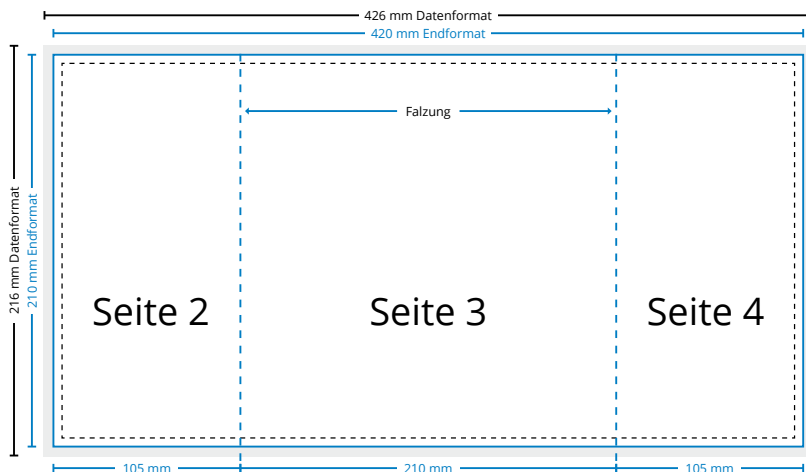 426 mm Datenformat
420 mm Endformat
Falzung
216 mm Datenformat
210 mm Endformat
Seite 2
Seite 3
Seite 4
105 mm
210 mm
105 mm